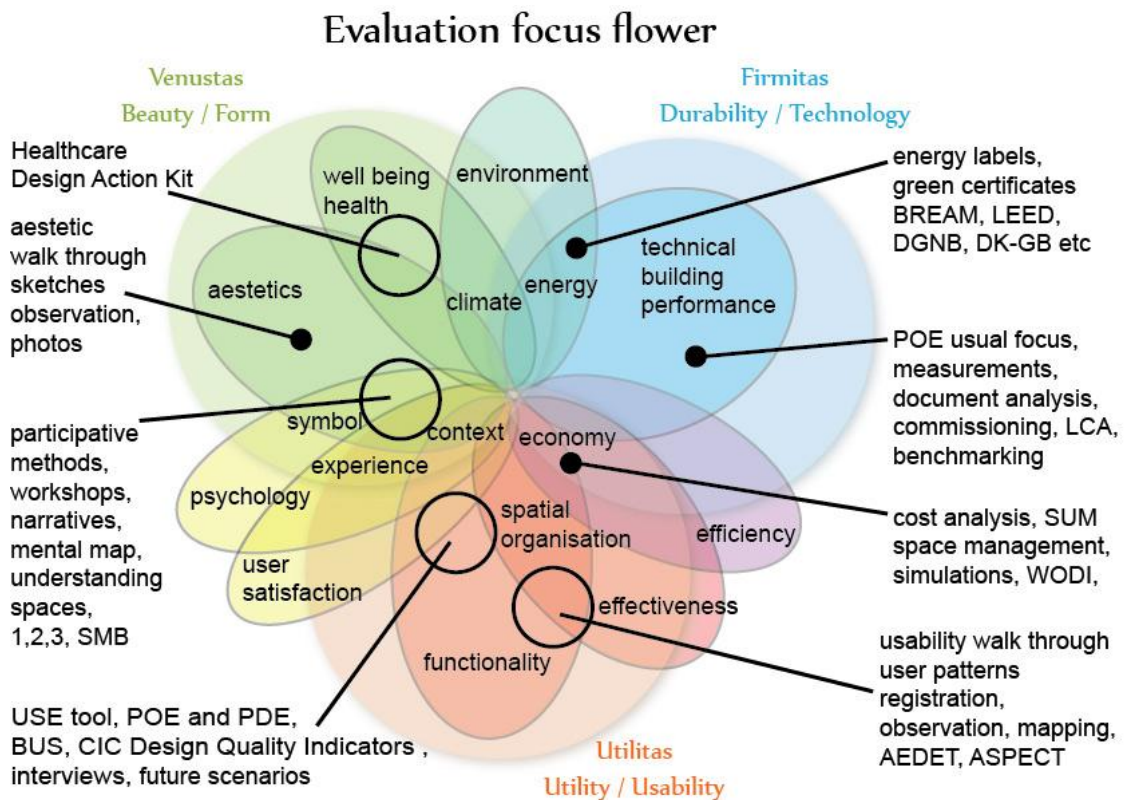 Evaluation focus flower
Venustas
Beauty / Form
Firmitas
Durability / Technology
Healthcare
Design Action Kit
aestetic
walk through
sketches
observation,
photos
participative
methods,
workshops,
narratives,
mental map,
understanding
spaces,
1,2,3, SMB
USE tool, POE and PDE,
BUS, CIC Design Quality Indicators ,
interviews, future scenarios
well being
health
environment
aestetics
climate
energy
technical
building
performance
symbol
context
economy
experience
psychology
spatial
organisation
efficiency
user
satisfaction
effectiveness
functionality
energy labels,
green certificates
BREAM, LEED,
DGNB, DK-GB etc
POE usual focus,
measurements,
document analysis,
commissioning, LCA,
benchmarking
cost analysis, SUM
space management,
simulations, WODI,
usability walk through
user patterns
registration,
observation, mapping,
AEDET, ASPECT
Utilitas
Utility / Usability